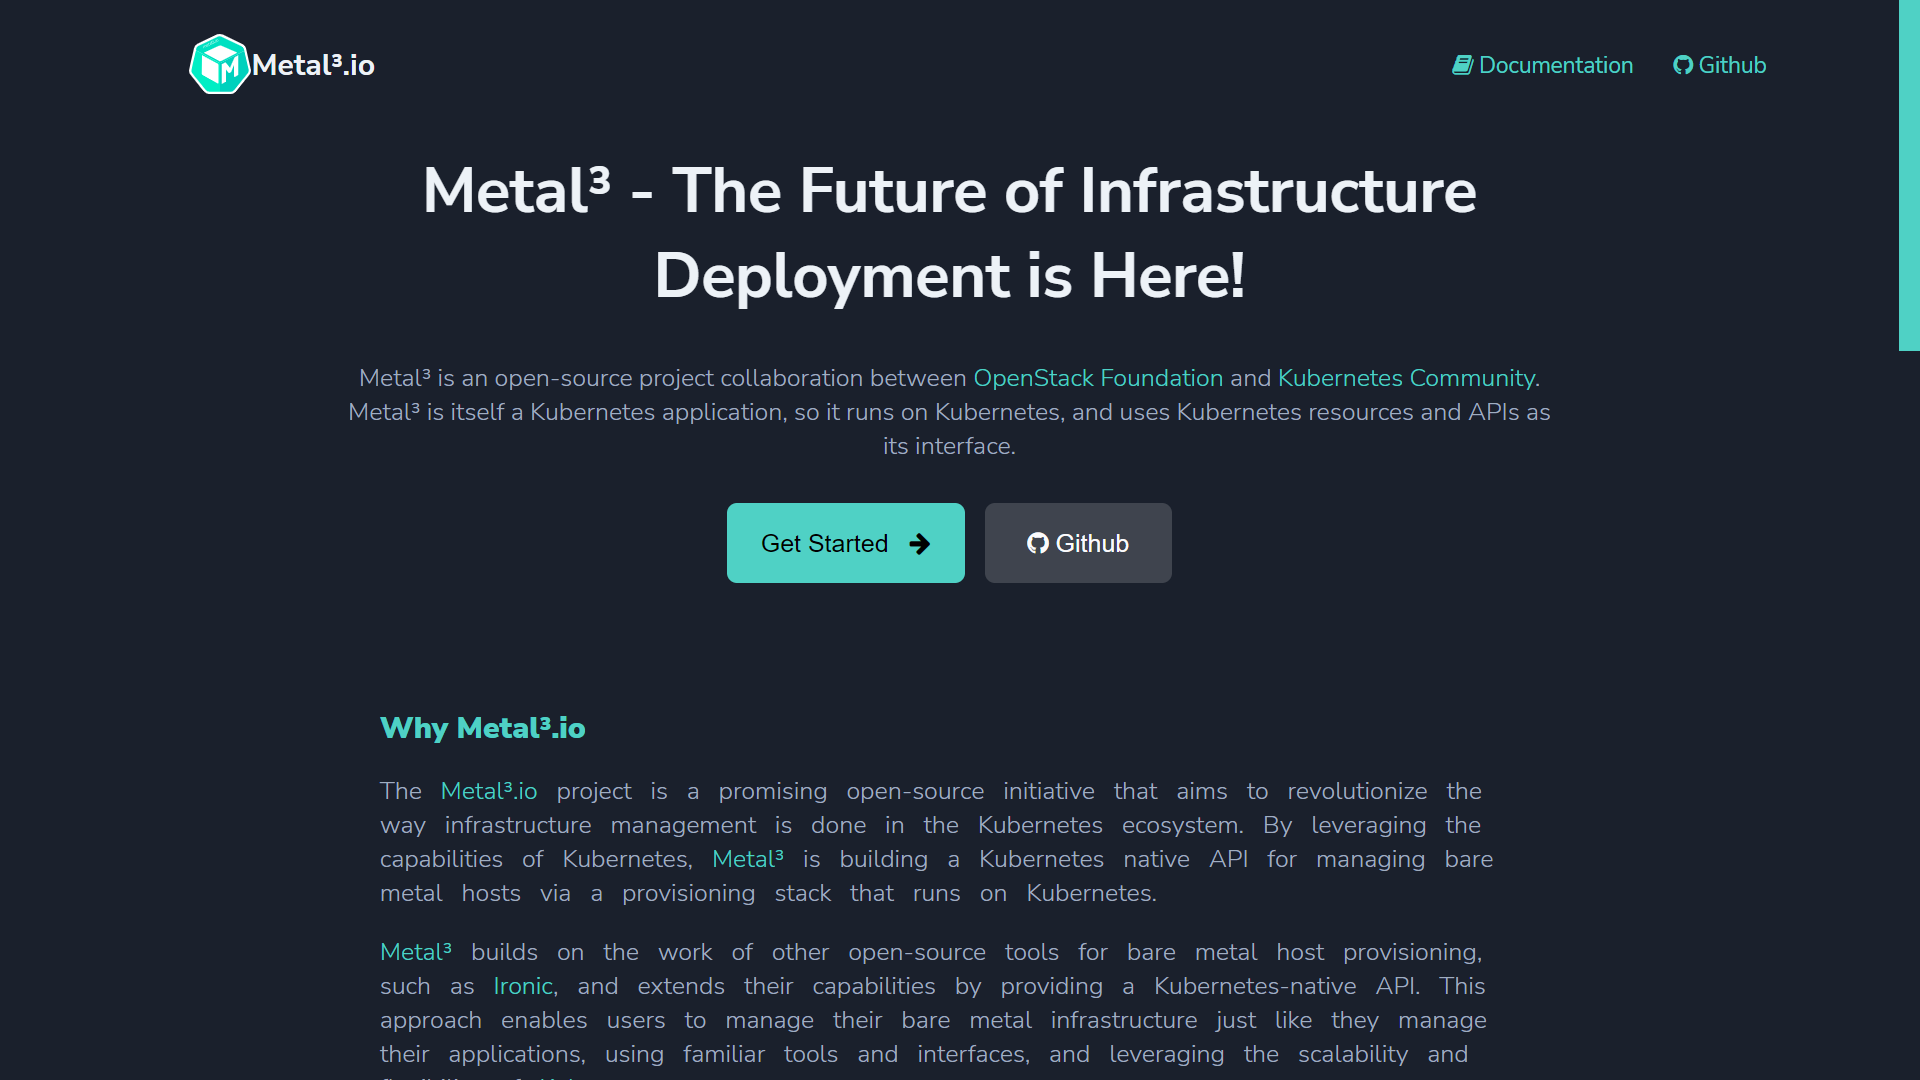 Metal³.io
Documentation
Github
Metal³ - The Future of Infrastructure
Deployment is Here!
Metal³ is an open-source project collaboration between OpenStack Foundation and Kubernetes Community.
Metal³ is itself a Kubernetes application, so it runs on Kubernetes, and uses Kubernetes resources and APIs as
its interface.
Get Started
Github
Why Metal³.io
The Metal³.io project is a promising open-source initiative that aims to revolutionize the
way infrastructure management is done in the Kubernetes ecosystem. By leveraging the
capabilities of Kubernetes, Metal³ is building a Kubernetes native API for managing bare
metal hosts via a provisioning stack that runs on Kubernetes.
Metal³ builds on the work of other open-source tools for bare metal host provisioning,
such as Ironic, and extends their capabilities by providing a Kubernetes-native API. This
approach enables users to manage their bare metal infrastructure just like they manage
their applications, using familiar tools and interfaces, and leveraging the scalability and